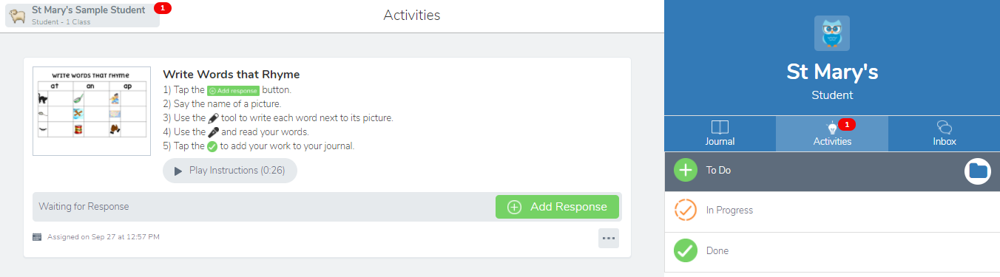 St Mary's Sample Student
1
Student - 1 Class
Activities
WRITE WORDS THAT RHYME
at an ap
Write Words that Rhyme
1) Tap the Add response button.
2) Say the name of a picture.
3) Use the tool to write each word next to its picture.
4) Use the and read your words.
5) Tap the to add your work to your journal.
Play Instructions (0:26)
Waiting for Response
Add Response
Assigned on Sep 27 at 12:57 PM
St Mary's
Student
Journal
Activities
1
Inbox
To Do
In Progress
Done